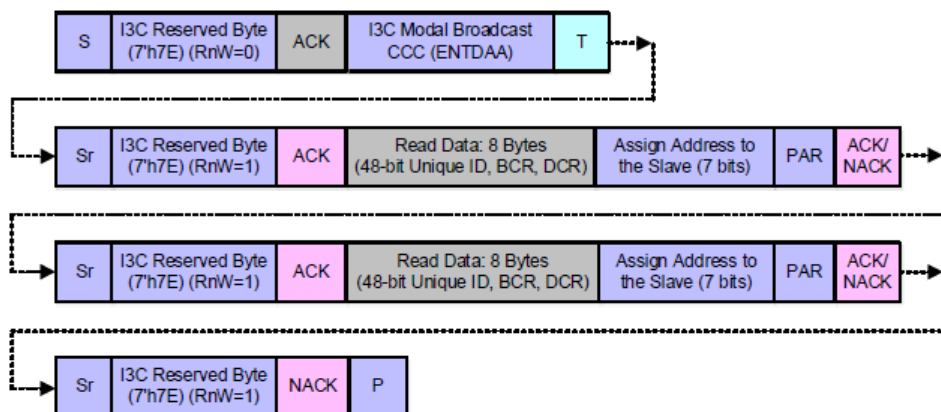 S
I3C Reserved Byte
(7'h7E) (RnW=0)
ACK
I3C Modal Broadcast
CCC (ENTDAA)
T
Sr
I3C Reserved Byte
(7'h7E) (RnW=1)
ACK
Read Data: 8 Bytes
(48-bit Unique ID, BCR, DCR)
Assign Address to
the Slave (7 bits)
PAR
ACK/
NACK
Sr
I3C Reserved Byte
(7'h7E) (RnW=1)
ACK
Read Data: 8 Bytes
(48-bit Unique ID, BCR, DCR)
Assign Address to
the Slave (7 bits)
PAR
ACK/
NACK
Sr
I3C Reserved Byte
(7'h7E) (RnW=1)
NACK
P